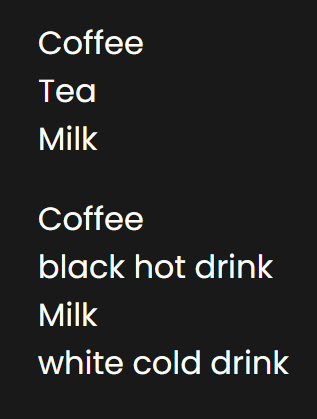 Coffee
Tea
Milk
Coffee
black hot drink
Milk
white cold drink